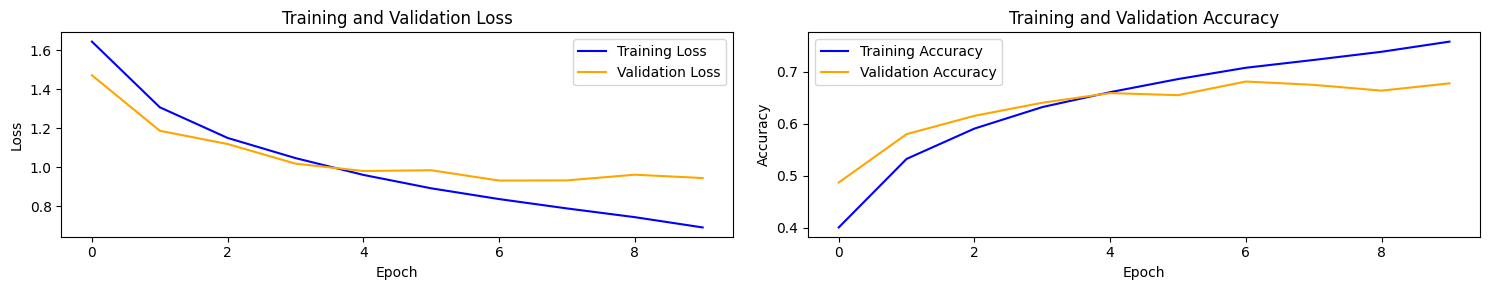 Training and Validation Loss
Training Loss
Validation Loss
1.6
1.4
1.2
1.0
0.8
Loss
0
2
4
6
8
Epoch
Training and Validation Accuracy
Training Accuracy
Validation Accuracy
0.7
0.6
0.5
0.4
Accuracy
0
2
4
6
8
Epoch